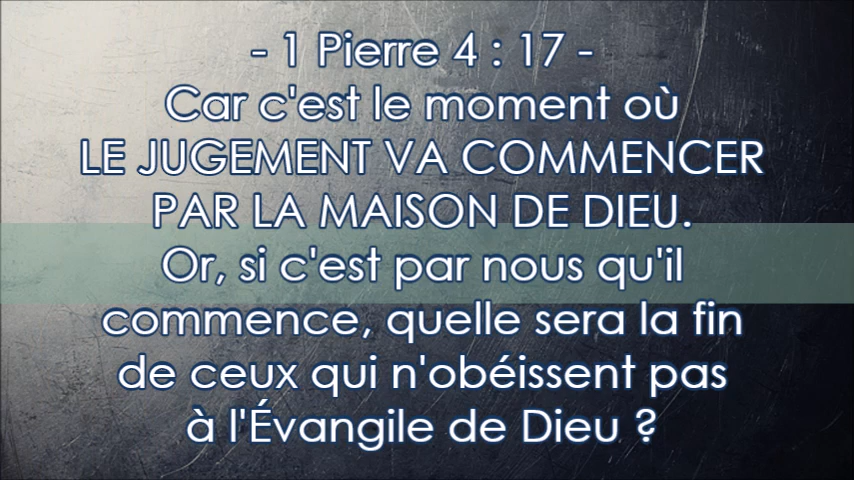 - 1 Pierre 4 : 17 -
Car c'est le moment où
LE JUGEMENT VA COMMENCER
PAR LA MAISON DE DIEU.
Or, si c'est par nous qu'il
commence, quelle sera la fin
de ceux qui n'obéissent pas
à l'Évangile de Dieu ?